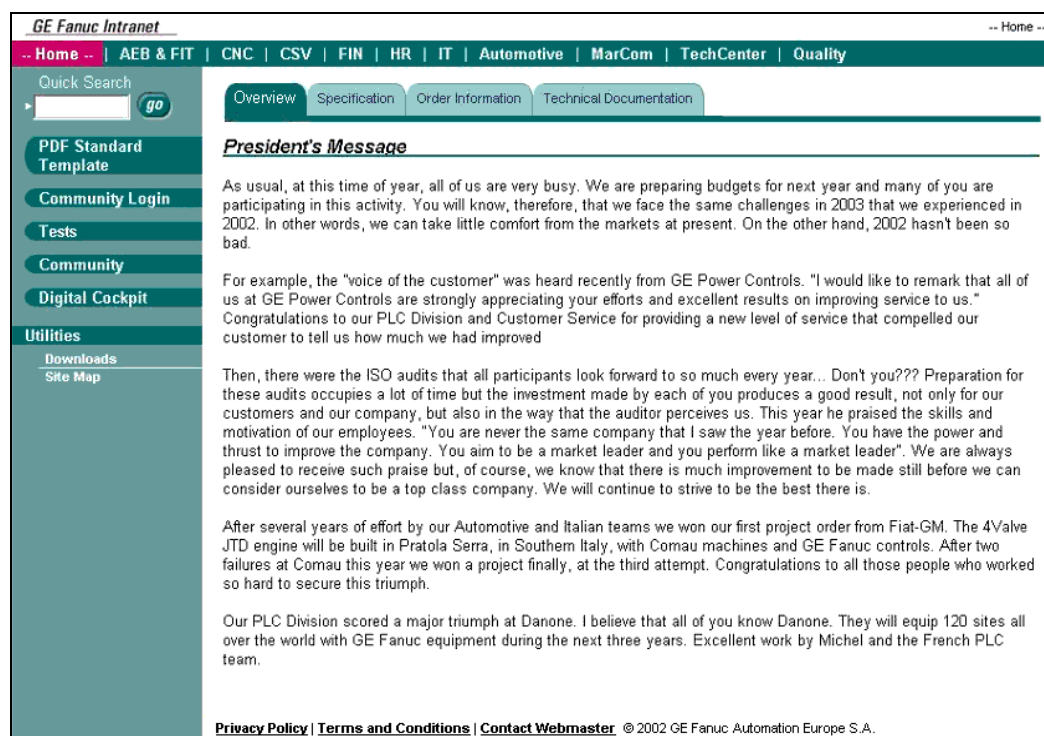 GE Fanuc Intranet
-- Home --
-- Home -- | AEB & FIT | CNC | CSV | FIN | HR | IT | Automotive | MarCom | TechCenter | Quality
Quick Search
go
PDF Standard
Template
Community Login
Tests
Community
Digital Cockpit
Utilities
Downloads
Site Map
Overview Specification Order Information Technical Documentation
President's Message
As usual, at this time of year, all of us are very busy. We are preparing budgets for next year and many of you are
participating in this activity. You will know, therefore, that we face the same challenges in 2003 that we experienced in
2002. In other words, we can take little comfort from the markets at present. On the other hand, 2002 hasn't been so
bad.
For example, the "voice of the customer" was heard recently from GE Power Controls. "I would like to remark that all of
us at GE Power Controls are strongly appreciating your efforts and excellent results on improving service to us."
Congratulations to our PLC Division and Customer Service for providing a new level of service that compelled our
customer to tell us how much we had improved
Then, there were the ISO audits that all participants look forward to so much every year... Don't you??? Preparation for
these audits occupies a lot of time but the investment made by each of you produces a good result, not only for our
customers and our company, but also in the way that the auditor perceives us. This year he praised the skills and
motivation of our employees. "You are never the same company that I saw the year before. You have the power and
thrust to improve the company. You aim to be a market leader and you perform like a market leader". We are always
pleased to receive such praise but, of course, we know that there is much improvement to be made still before we can
consider ourselves to be a top class company. We will continue to strive to be the best there is.
After several years of effort by our Automotive and Italian teams we won our first project order from Fiat-GM. The 4Valve
JTD engine will be built in Pratola Serra, in Southern Italy, with Comau machines and GE Fanuc controls. After two
failures at Comau this year we won a project finally, at the third attempt. Congratulations to all those people who worked
so hard to secure this triumph.
Our PLC Division scored a major triumph at Danone. I believe that all of you know Danone. They will equip 120 sites all
over the world with GE Fanuc equipment during the next three years. Excellent work by Michel and the French PLC
team.
Privacy Policy | Terms and Conditions | Contact Webmaster © 2002 GE Fanuc Automation Europe S.A.